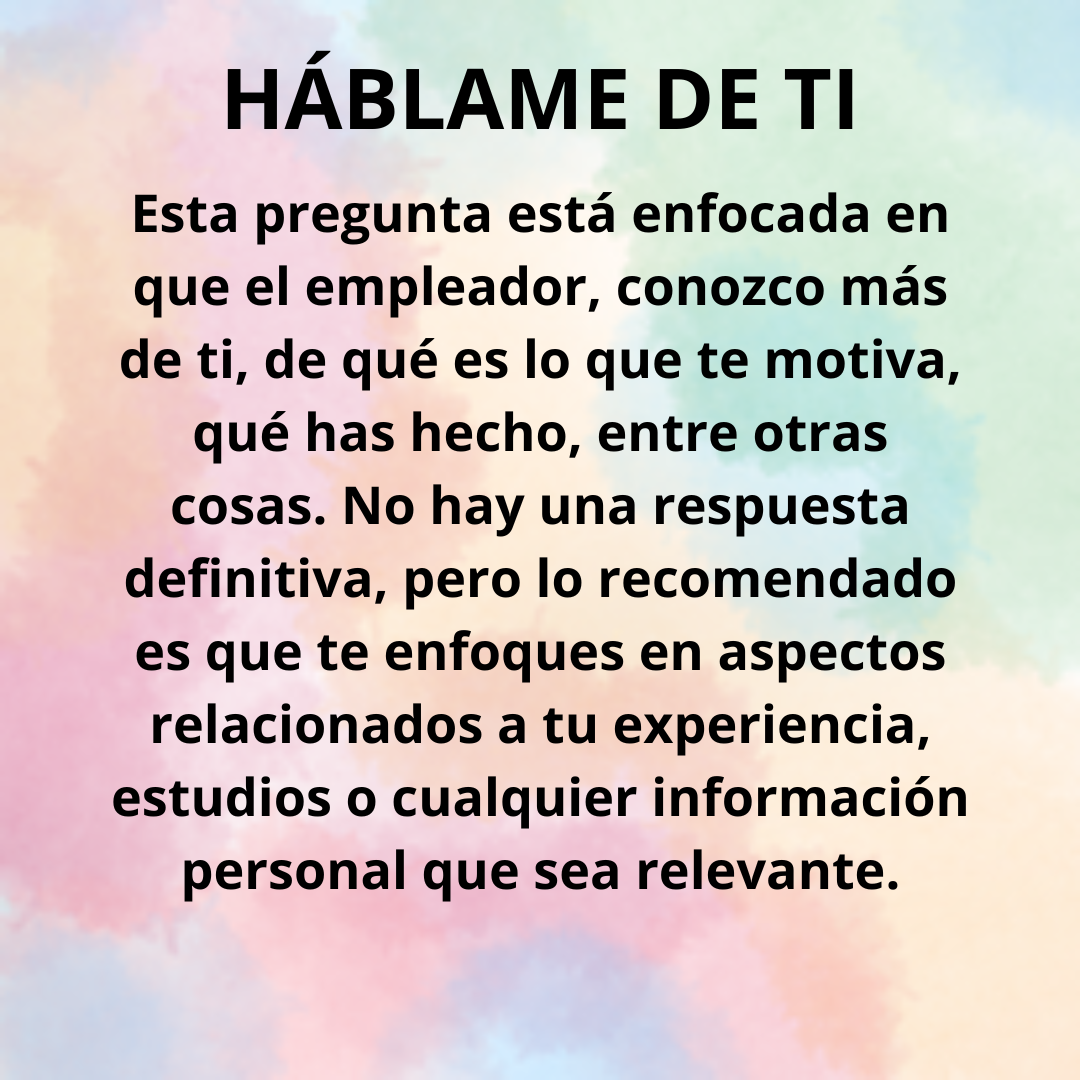 HÁBLAME DE TI
Esta pregunta está enfocada en
que el empleador, conozco más
de ti, de qué es lo que te motiva,
qué has hecho, entre otras
cosas. No hay una respuesta
definitiva, pero lo recomendado
es que te enfoques en aspectos
relacionados a tu experiencia,
estudios o cualquier información
personal que sea relevante.